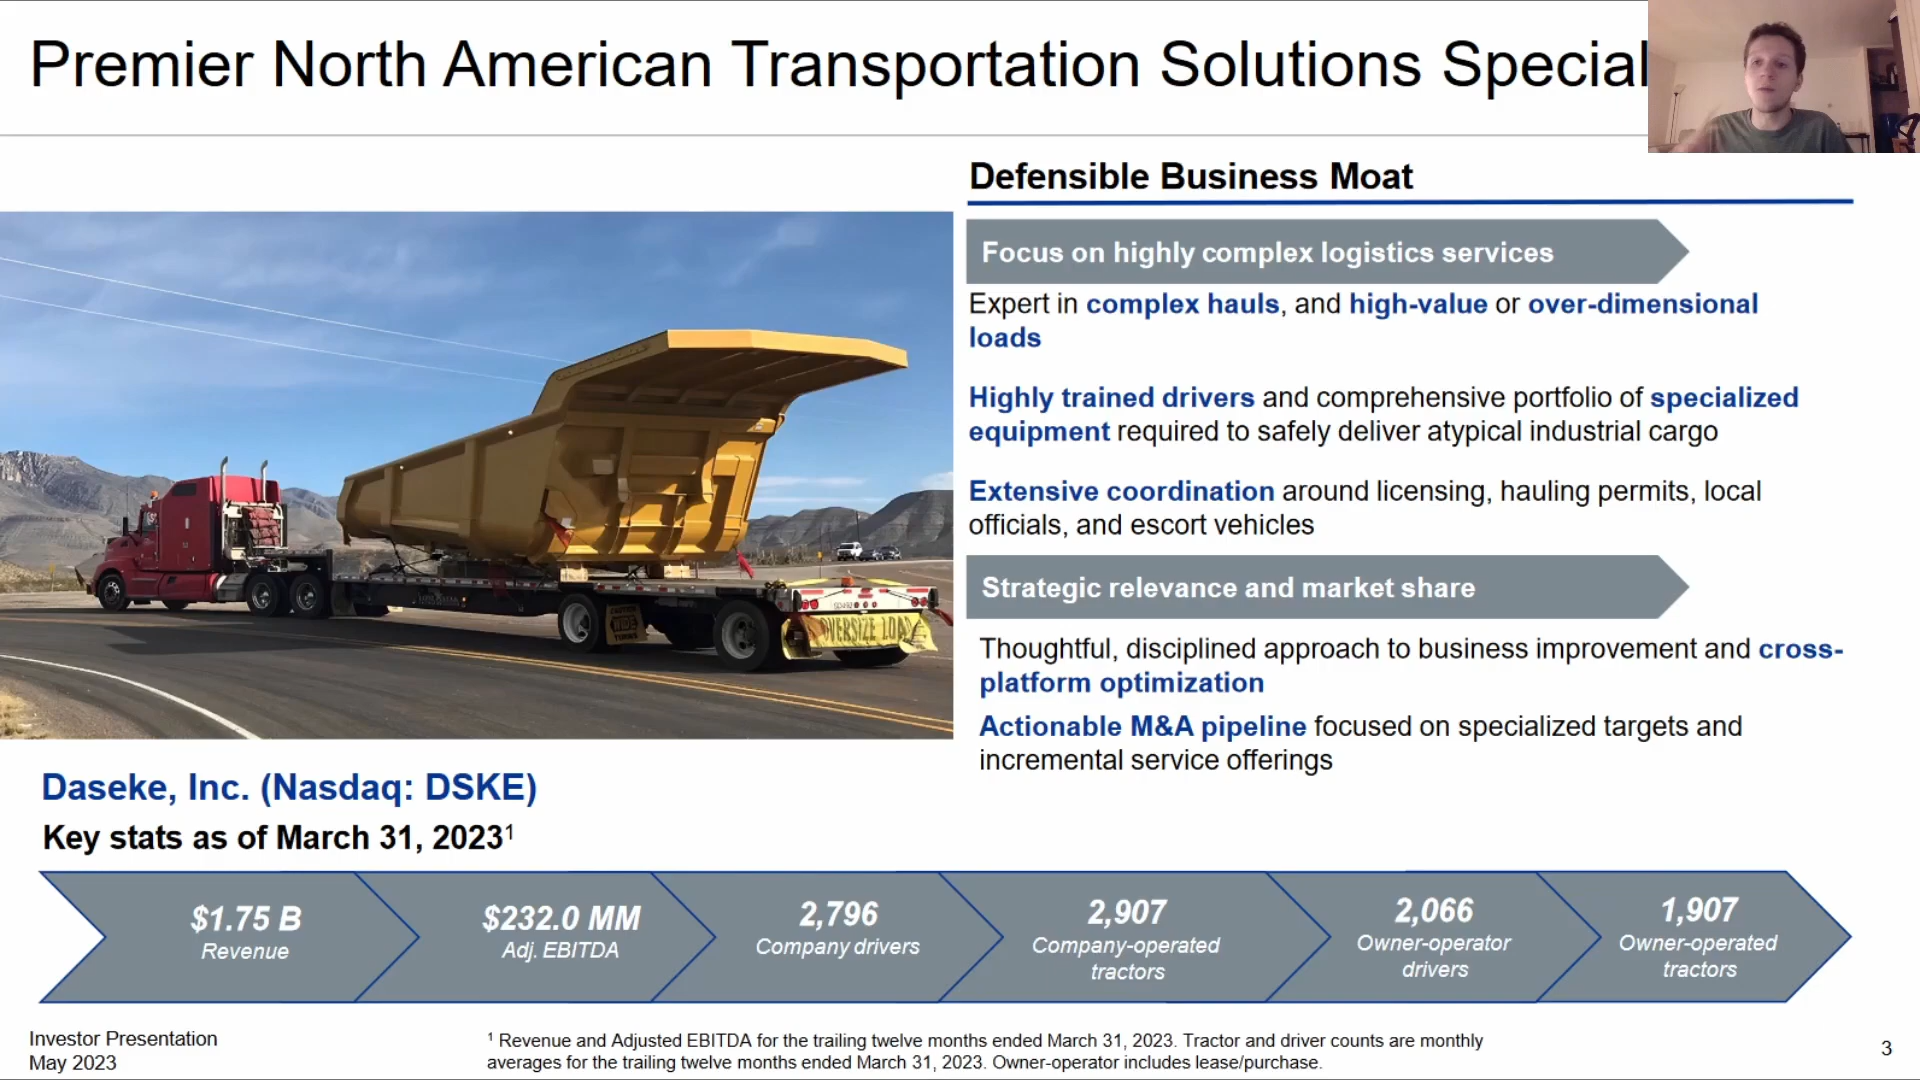 Premier North American Transportation Solutions Special
Defensible Business Moat
Focus on highly complex logistics services
Expert in complex hauls, and high-value or over-dimensional
loads
Highly trained drivers and comprehensive portfolio of specialized
equipment required to safely deliver atypical industrial cargo
Extensive coordination around licensing, hauling permits, local
officials, and escort vehicles
Strategic relevance and market share
Thoughtful, disciplined approach to business improvement and cross-
platform optimization
Actionable M&A pipeline focused on specialized targets and
incremental service offerings
OVERSIZE LOAD
WIDE
TURNS
Daseke, Inc. (Nasdaq: DSKE)
Key stats as of March 31, 2023¹
$1.75 B
Revenue
$232.0 MM
Adj. EBITDA
2,796
Company drivers
2,907
Company-operated
tractors
2,066
Owner-operator
drivers
1,907
Owner-operated
tractors
Investor Presentation
May 2023
¹ Revenue and Adjusted EBITDA for the trailing twelve months ended March 31, 2023. Tractor and driver counts are monthly
averages for the trailing twelve months ended March 31, 2023. Owner-operator includes lease/purchase.
3